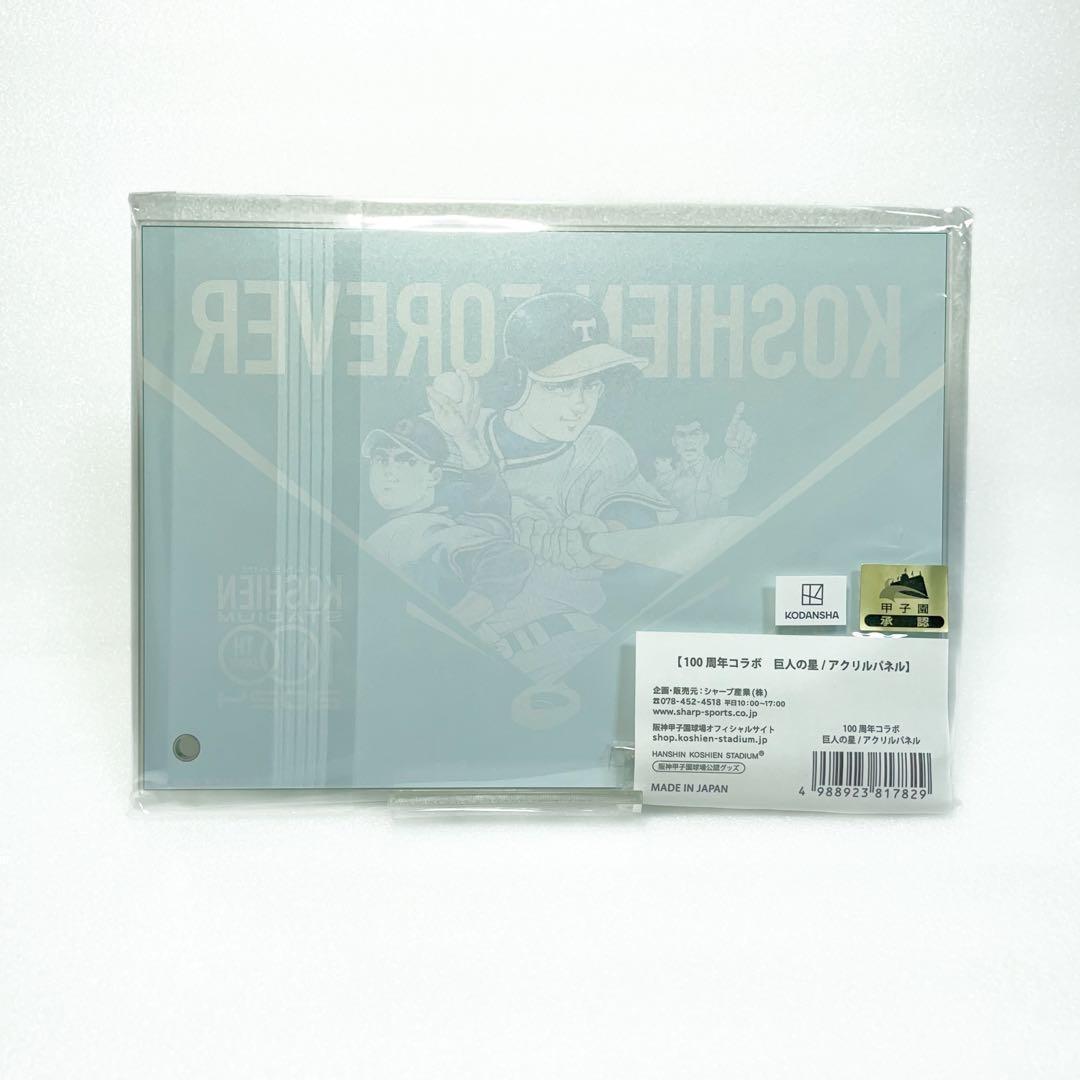 KOSHIEN FOREVER
T
KOSHIEN
STADIUM
TH
KODANSHA
甲子園
承認
【100周年コラボ 巨人の星/アクリルパネル】
企画・販売元:シャープ産業(株)
☎078-452-4518 平日10:00~17:00
www.sharp-sports.co.jp
阪神甲子園球場オフィシャルサイト
shop.koshien-stadium.jp
HANSHIN KOSHIEN STADIUM®
阪神甲子園球場公認グッズ
MADE IN JAPAN
100周年コラボ
巨人の星/アクリルパネル
4 988923 817829